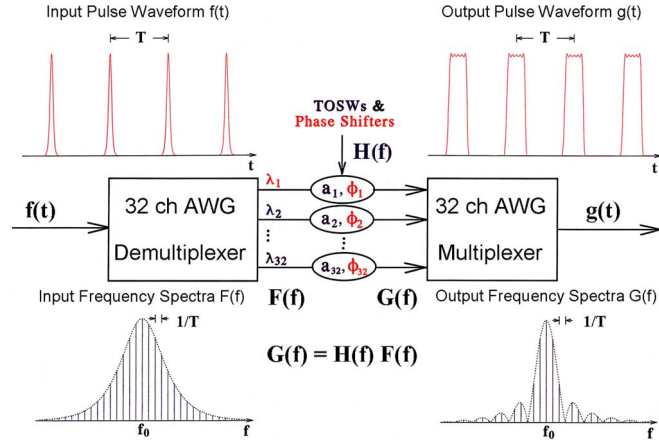 Input Pulse Waveform f(t)
T
t
Output Pulse Waveform g(t)
T
t
TOSWs &
Phase Shifters
H(f)
f(t)
32 ch AWG
Demultiplexer
λ1
λ2
⋮
λ32
a1, ϕ1
a2, ϕ2
⋮
a32, ϕ32
32 ch AWG
Multiplexer
g(t)
F(f)
G(f)
Input Frequency Spectra F(f)
1/T
f0
f
G(f) = H(f) F(f)
Output Frequency Spectra G(f)
1/T
f0
f